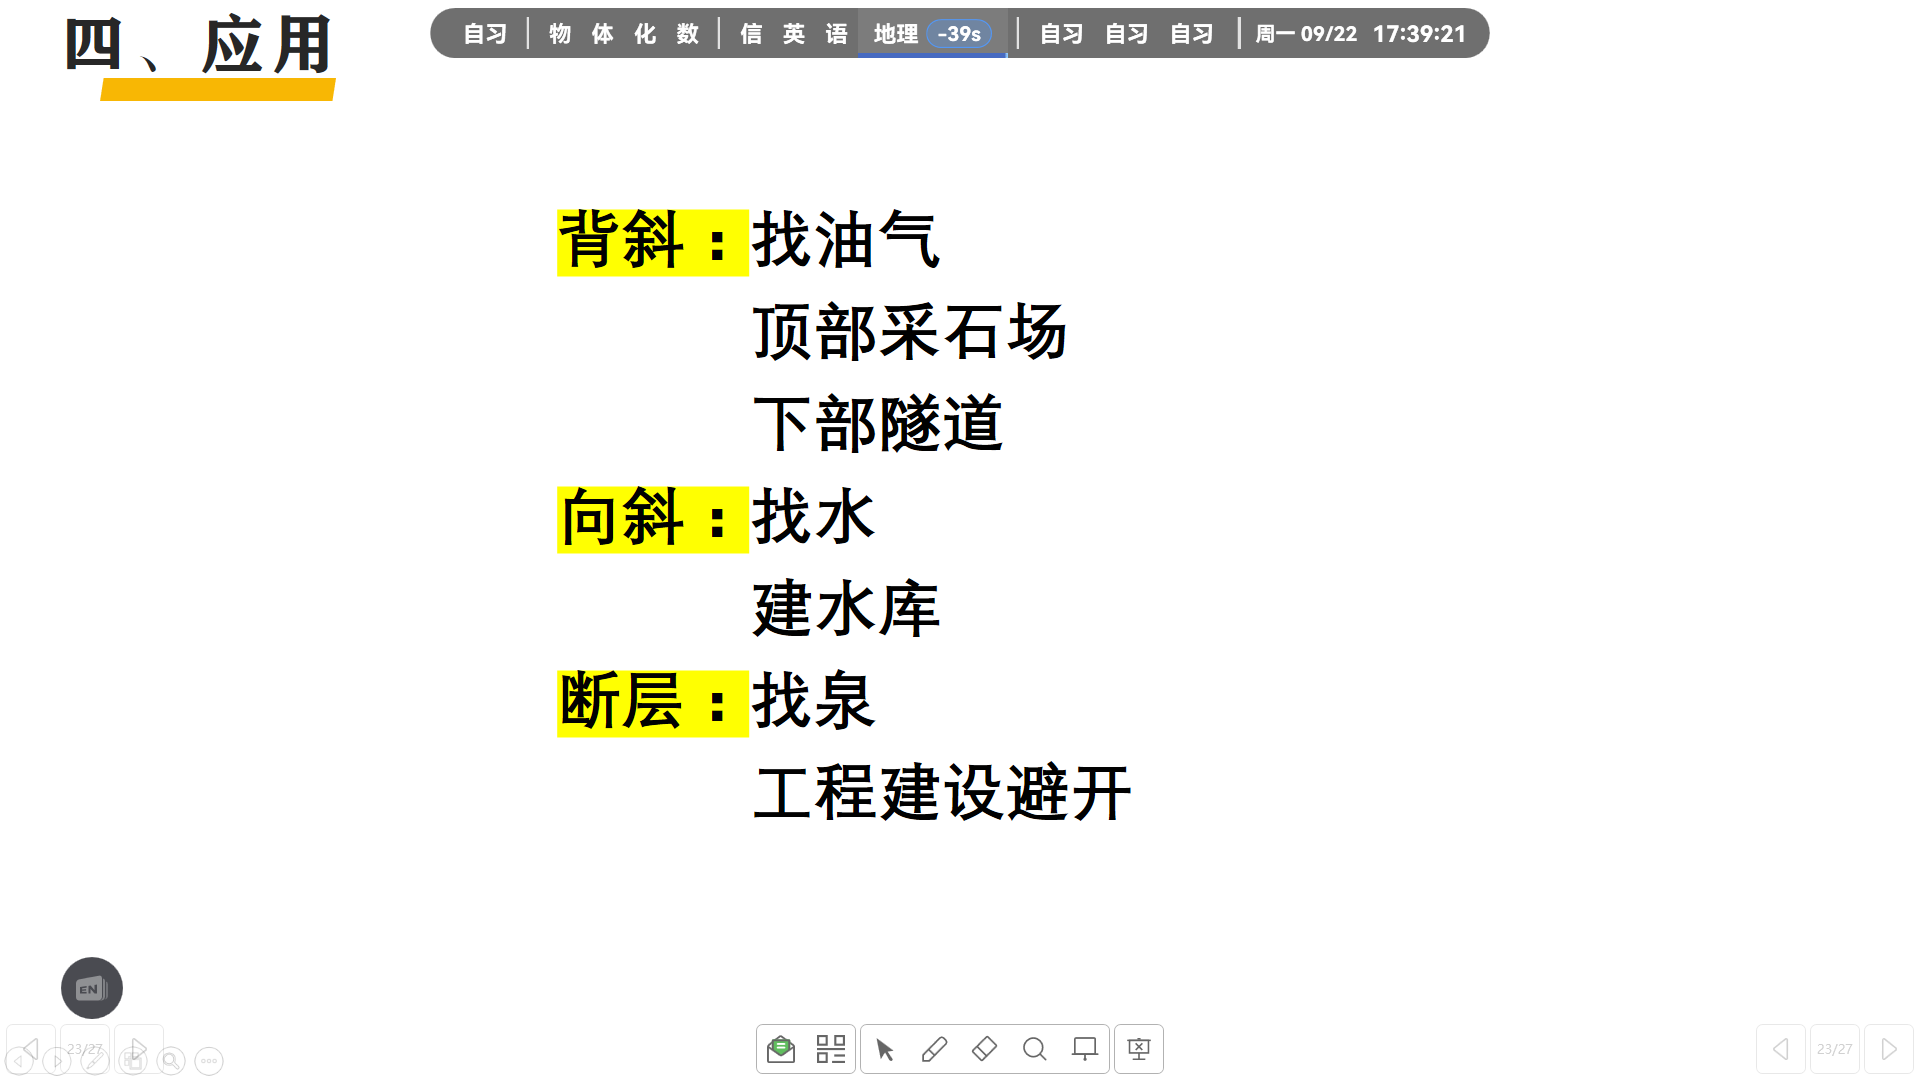 四、应用
自习 物 体 化 数 信 英 语 地理 -39s 自习 自习 自习 周一 09/22 17:39:21
背斜：找油气
顶部采石场
下部隧道
向斜：找水
建水库
断层：找泉
工程建设避开
EN
23/27
23/27